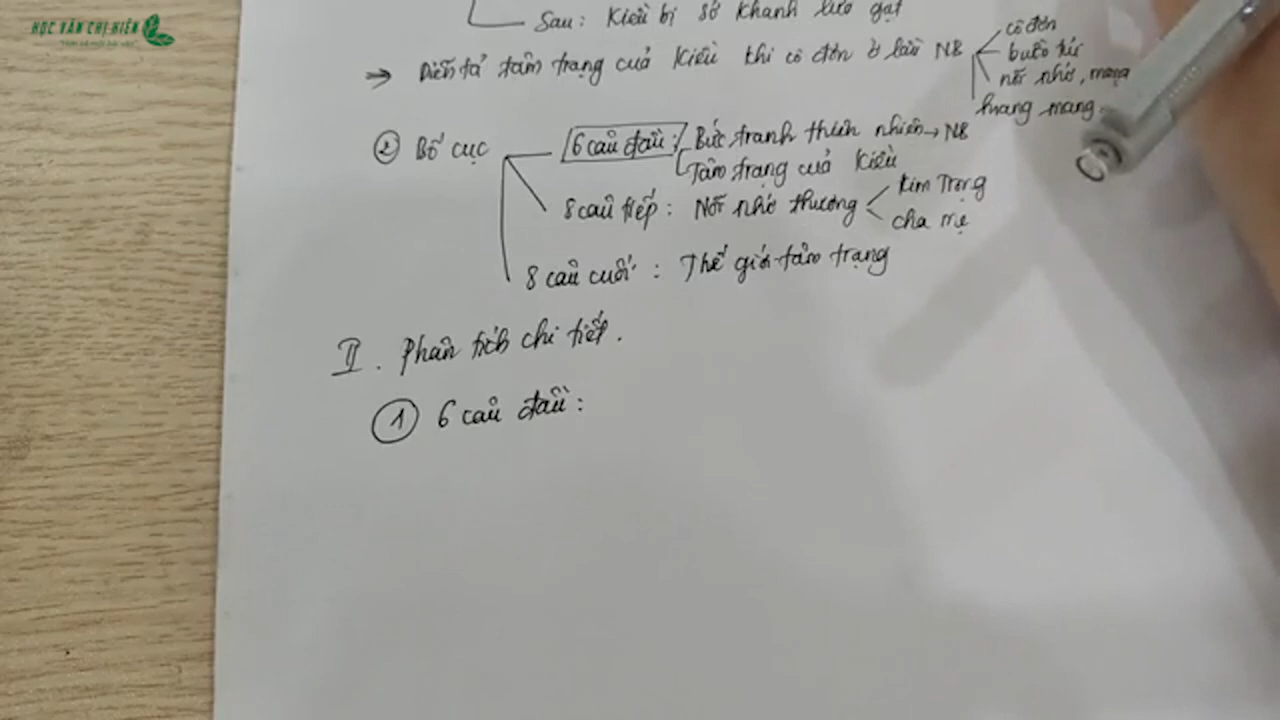 HỌC VĂN CHỊ HIÊN
Sau: Kiều bị Sở Khanh lừa gạt
=> Diễn tả tâm trạng của Kiều khi cô đơn ở lầu NB
cô đơn
buồn tủi
nỗi nhớ, mong
hoang mang.
② Bố cục
6 câu đầu: Bức tranh thiên nhiên → NB
Tâm trạng của Kiều
8 câu tiếp: Nỗi nhớ thương
Kim Trọng
cha mẹ
8 câu cuối: Thế giới tâm trạng
II. Phân tích chi tiết.
① 6 câu đầu: